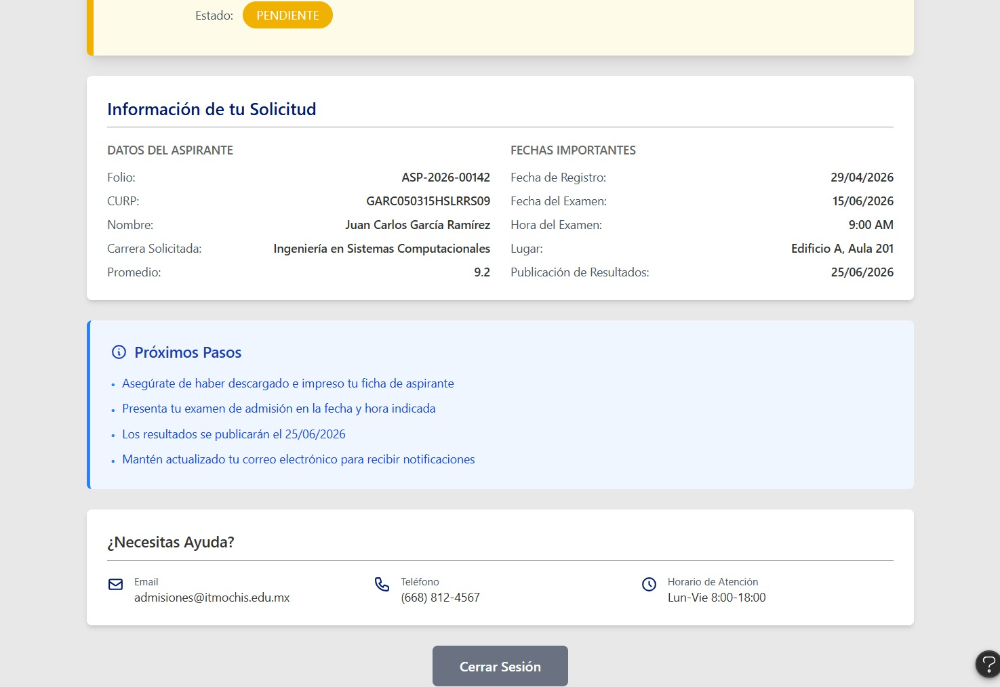 Estado: PENDIENTE
Información de tu Solicitud
DATOS DEL ASPIRANTE
Folio: ASP-2026-00142
CURP: GARC050315HSLRRS09
Nombre: Juan Carlos García Ramírez
Carrera Solicitada: Ingeniería en Sistemas Computacionales
Promedio: 9.2
FECHAS IMPORTANTES
Fecha de Registro: 29/04/2026
Fecha del Examen: 15/06/2026
Hora del Examen: 9:00 AM
Lugar: Edificio A, Aula 201
Publicación de Resultados: 25/06/2026
Próximos Pasos
• Asegúrate de haber descargado e impreso tu ficha de aspirante
• Presenta tu examen de admisión en la fecha y hora indicada
• Los resultados se publicarán el 25/06/2026
• Mantén actualizado tu correo electrónico para recibir notificaciones
¿Necesitas Ayuda?
Email
admisiones@itmochis.edu.mx
Teléfono
(668) 812-4567
Horario de Atención
Lun-Vie 8:00-18:00
Cerrar Sesión
?